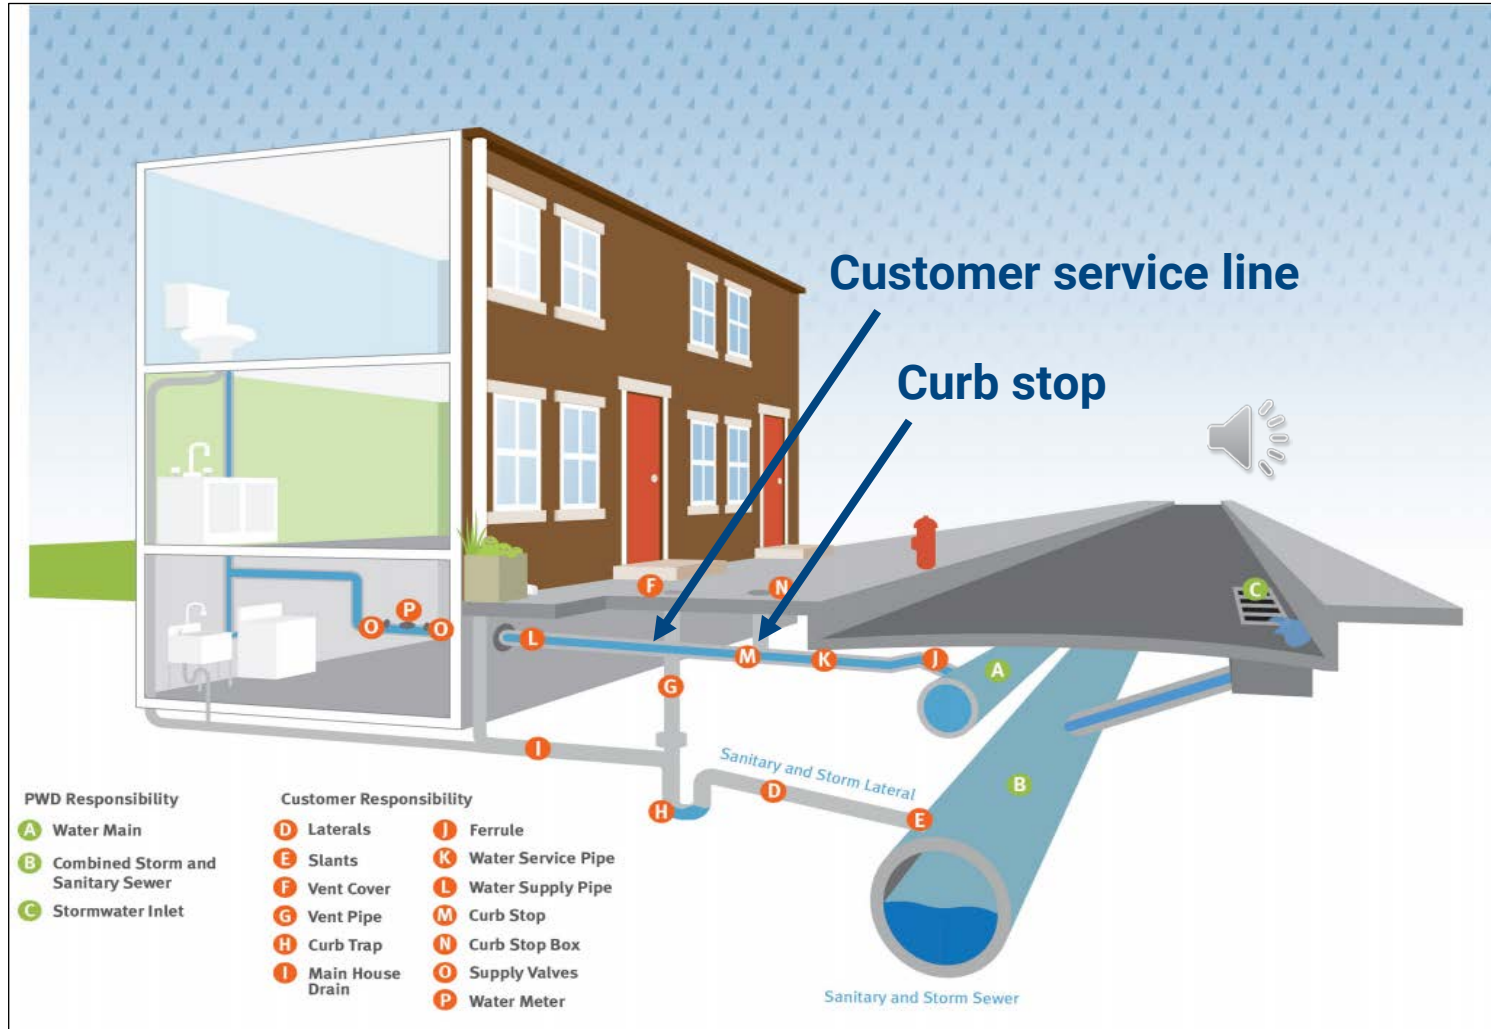 Customer service line
Curb stop
F
N
C
P
O
O
L
M
K
J
A
G
I
Sanitary and Storm Lateral
D
B
H
E
PWD Responsibility
A Water Main
B Combined Storm and
Sanitary Sewer
C Stormwater Inlet
Customer Responsibility
D Laterals
E Slants
F Vent Cover
G Vent Pipe
H Curb Trap
I Main House
Drain
J Ferrule
K Water Service Pipe
L Water Supply Pipe
M Curb Stop
N Curb Stop Box
O Supply Valves
P Water Meter
Sanitary and Storm Sewer